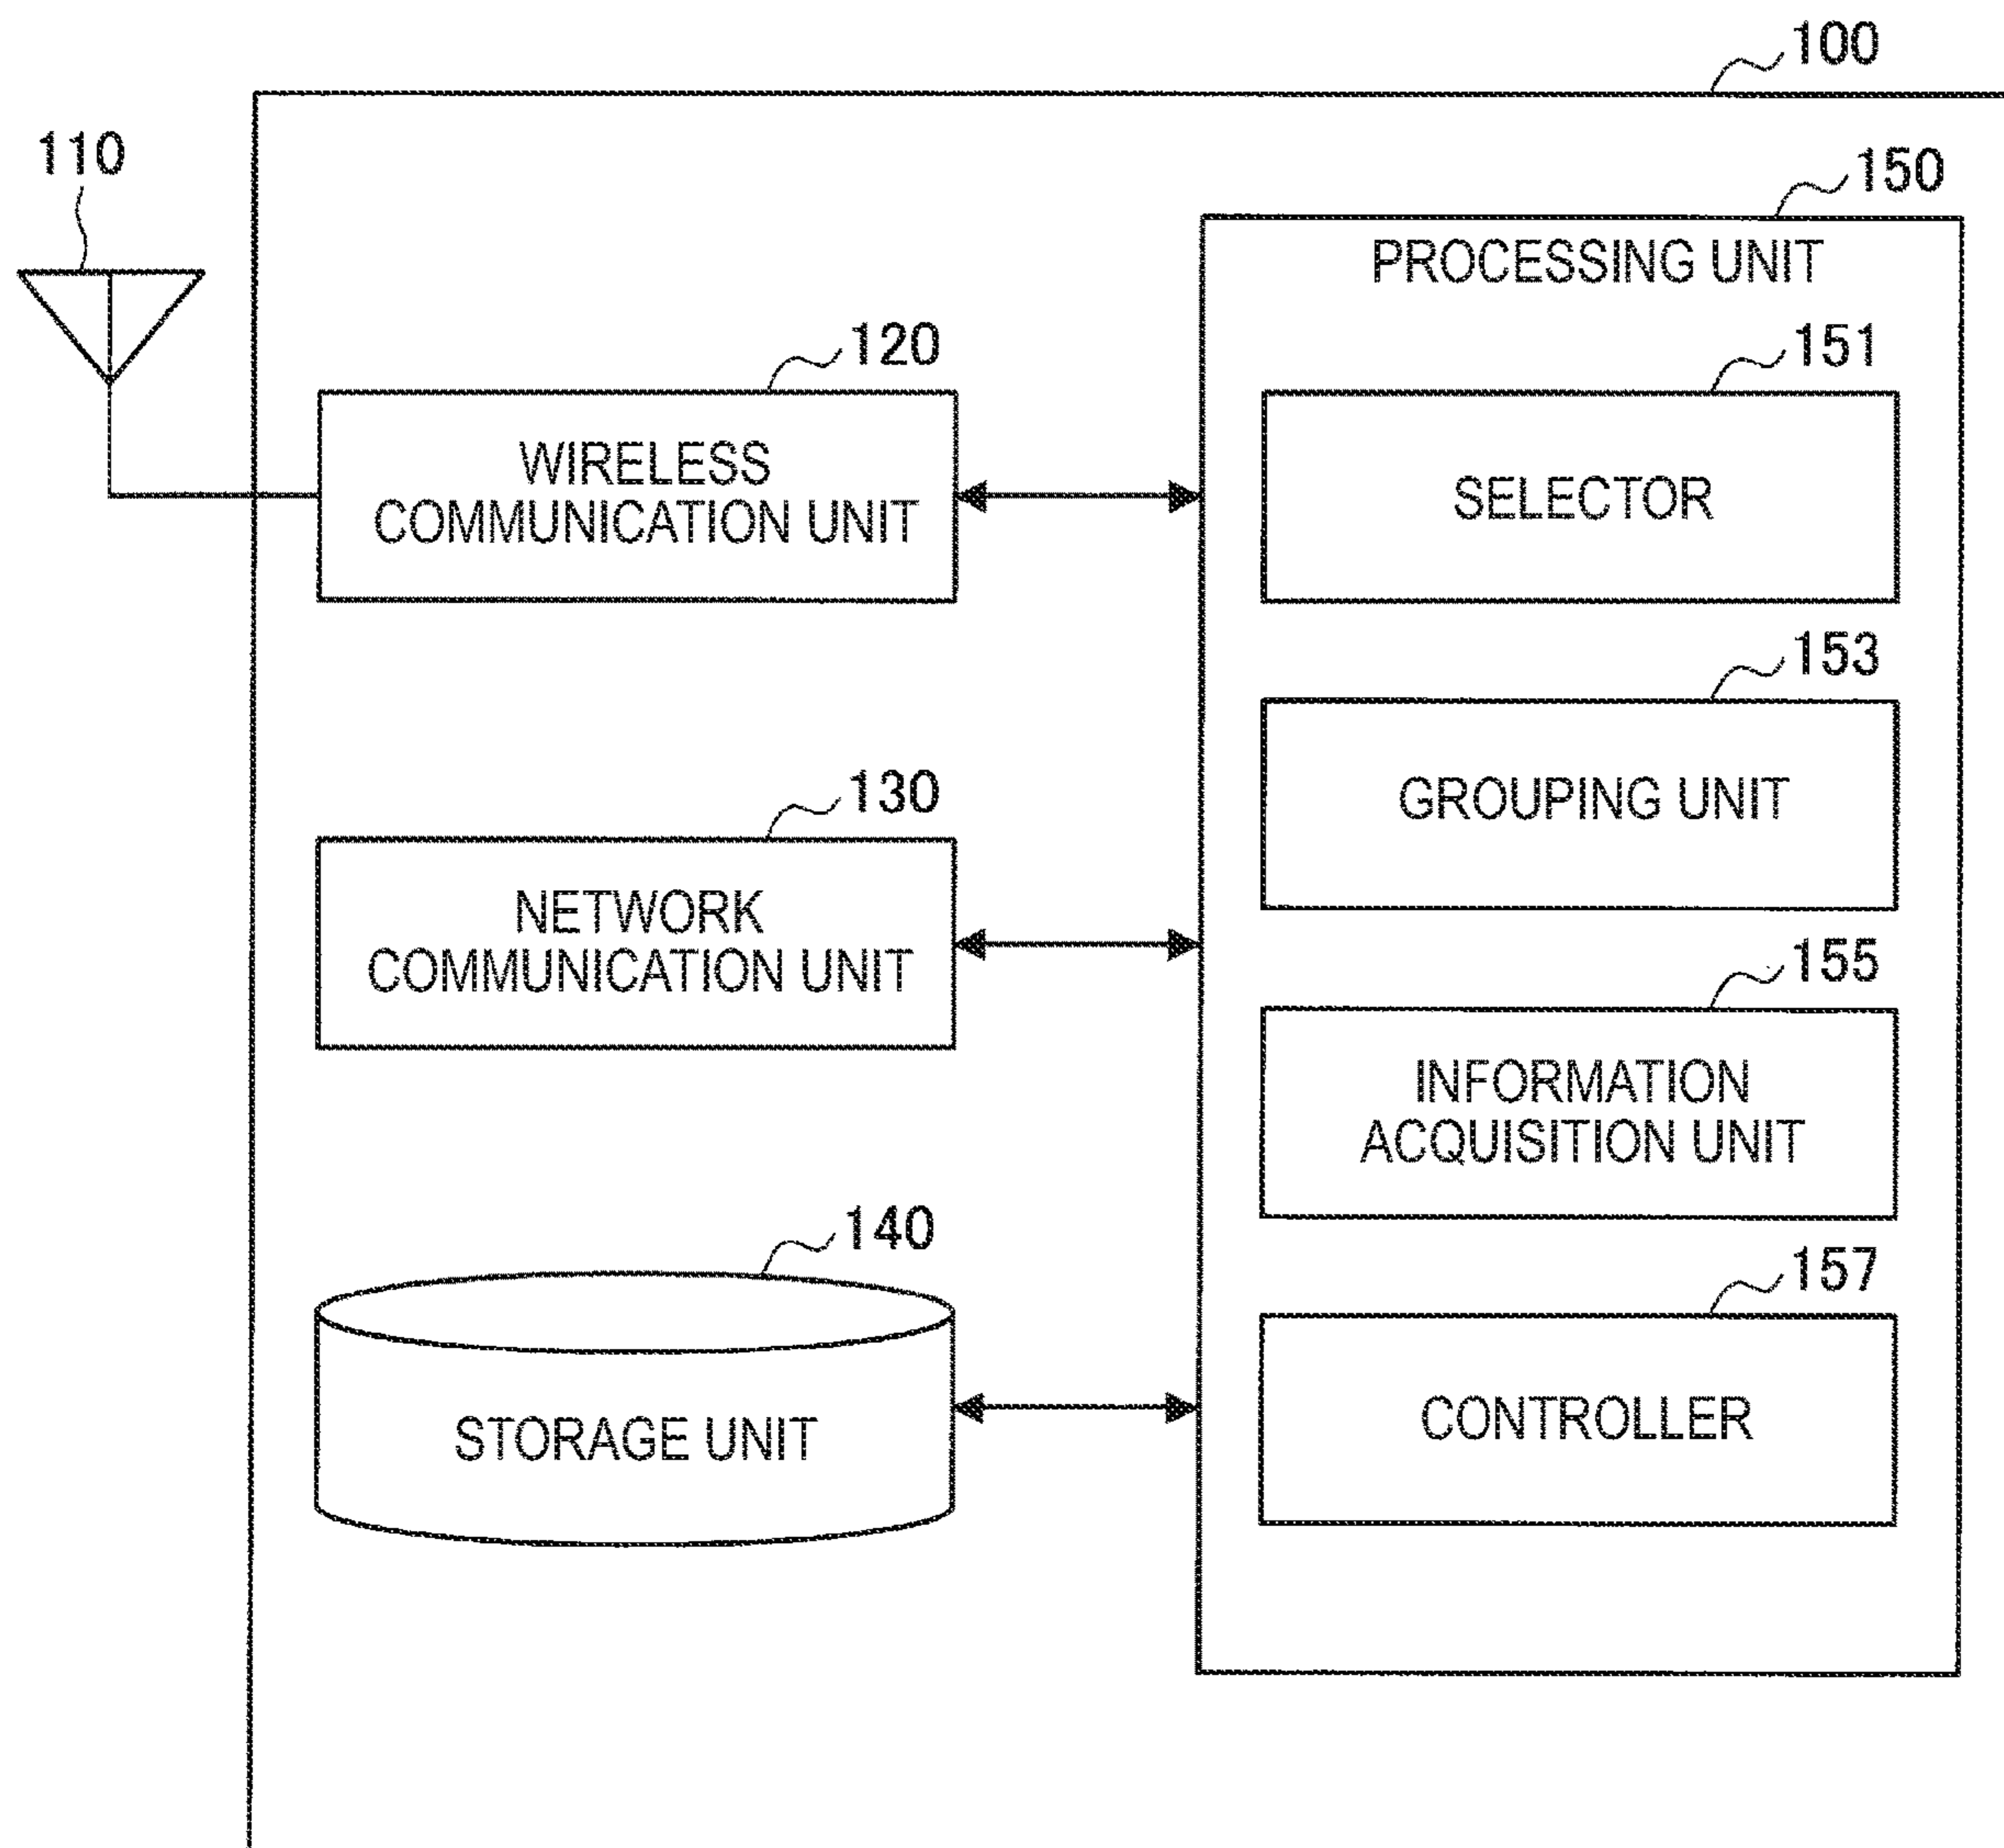 100
110
150
PROCESSING UNIT
120
151
WIRELESS
COMMUNICATION UNIT
SELECTOR
153
GROUPING UNIT
130
NETWORK
COMMUNICATION UNIT
155
INFORMATION
ACQUISITION UNIT
140
STORAGE UNIT
157
CONTROLLER